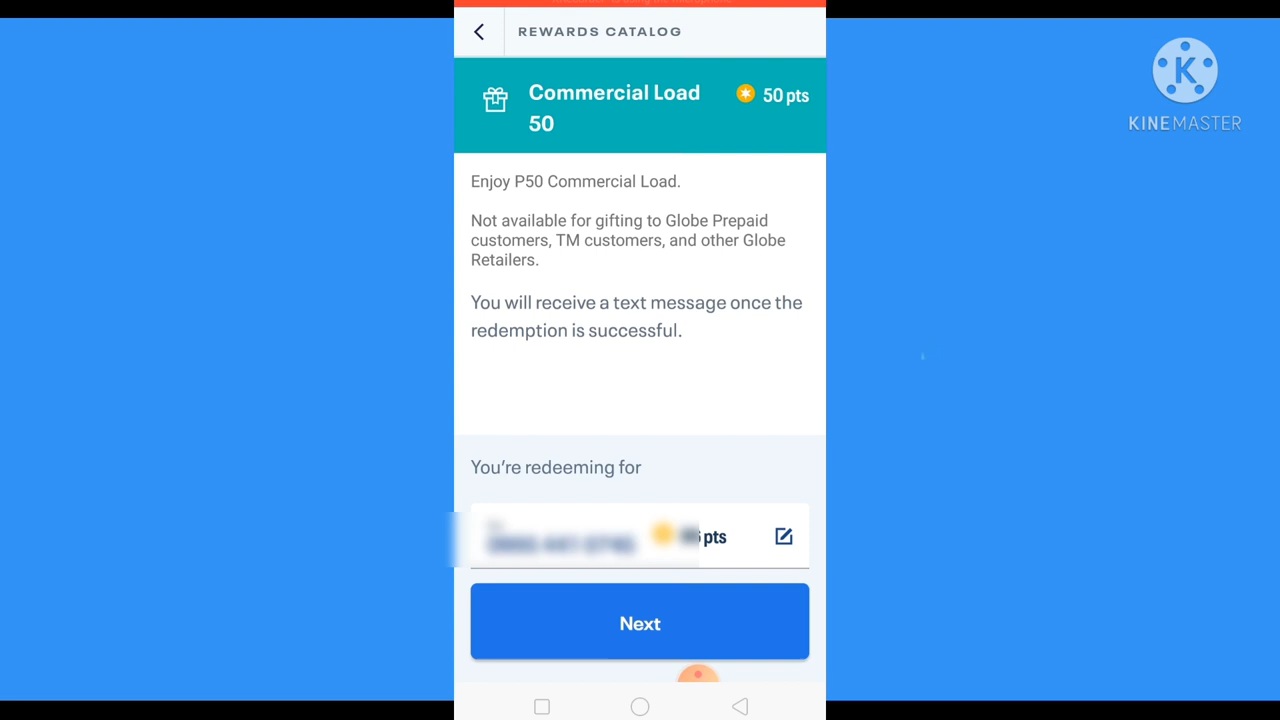 REWARDS CATALOG
Commercial Load
50
50 pts
Enjoy P50 Commercial Load.
Not available for gifting to Globe Prepaid
customers, TM customers, and other Globe
Retailers.
You will receive a text message once the
redemption is successful.
You're redeeming for
pts
Next
K
KINEMASTER